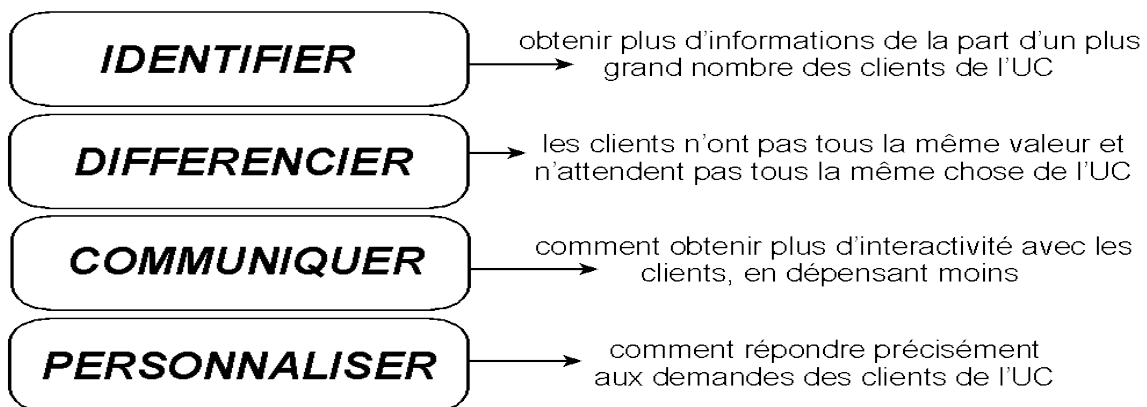 IDENTIFIER
obtenir plus d'informations de la part d'un plus
grand nombre des clients de l'UC
DIFFERENCIER
les clients n'ont pas tous la même valeur et
n'attendent pas tous la même chose de l'UC
COMMUNIQUER
comment obtenir plus d'interactivité avec les
clients, en dépensant moins
PERSONNALISER
comment répondre précisément
aux demandes des clients de l'UC